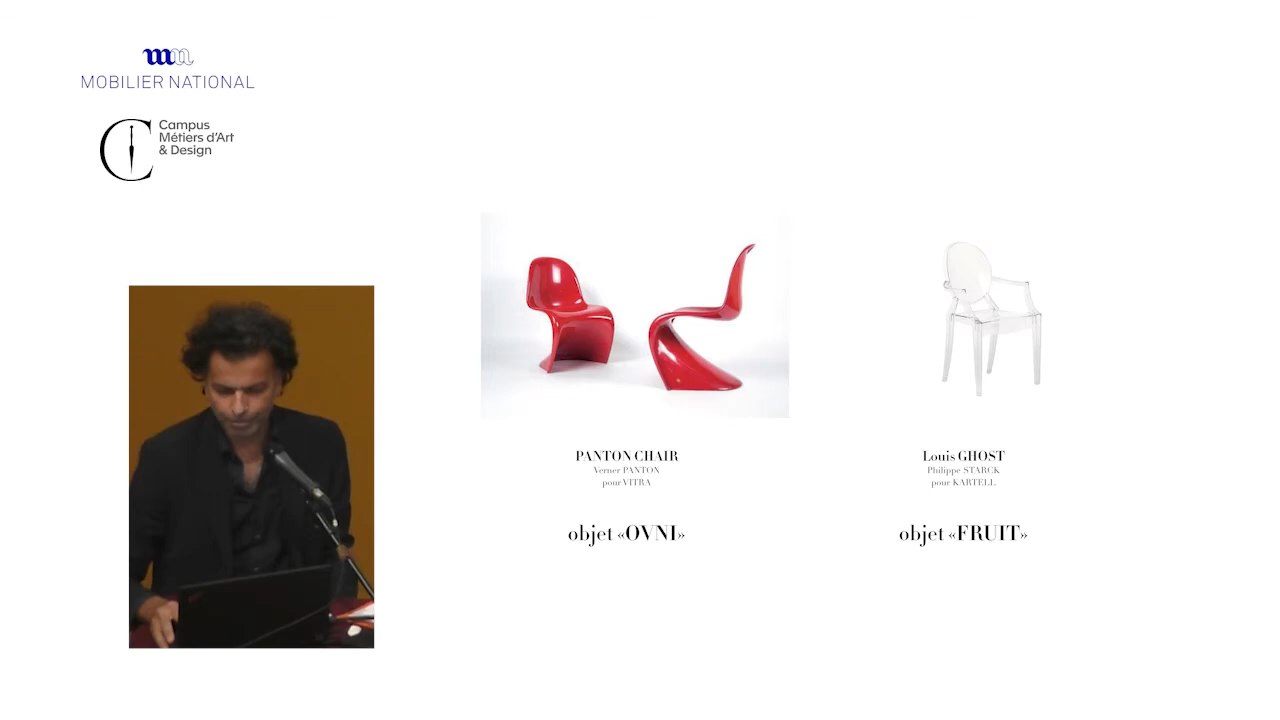 MOBILIER NATIONAL
Campus
Métiers d'Art
& Design
PANTON CHAIR
Verner PANTON
pour VITRA
objet «OVNI»
Louis GHOST
Philippe STARCK
pour KARTELL
objet «FRUIT»